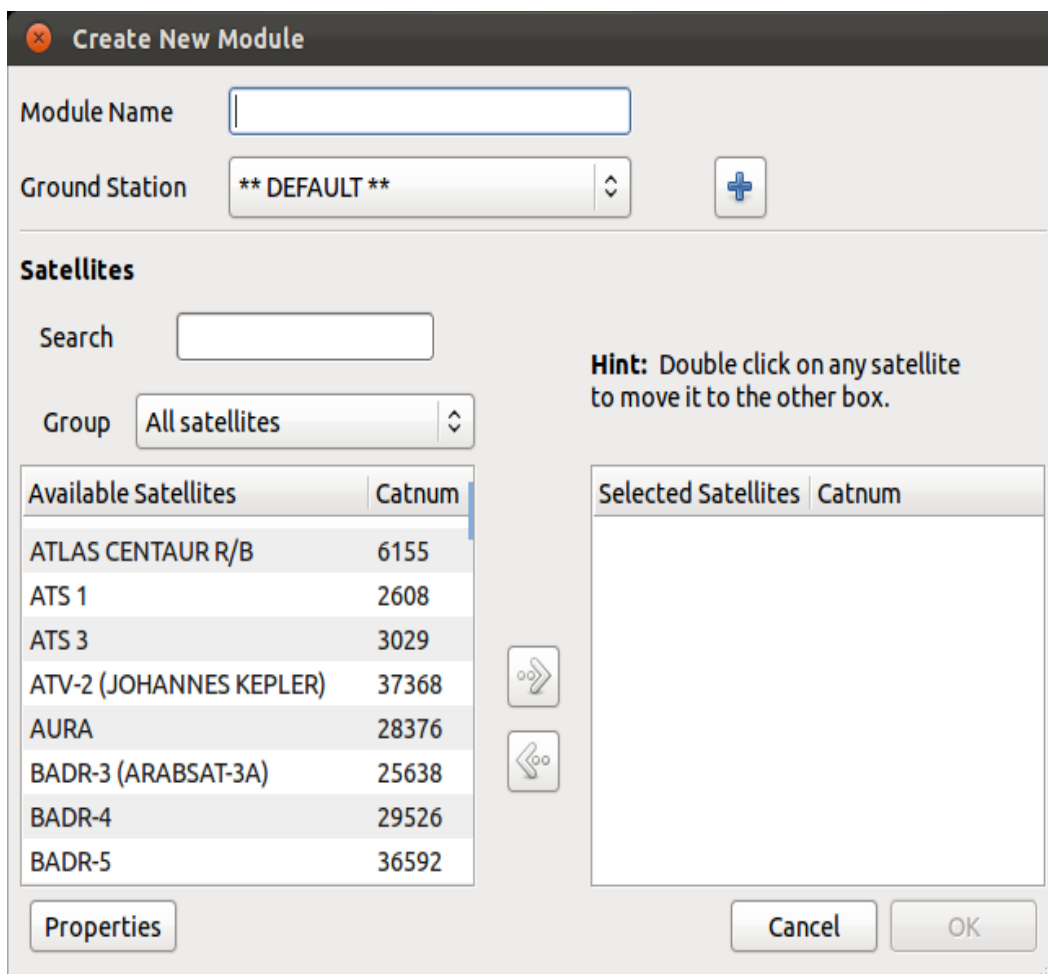 Create New Module
Module Name
Ground Station ** DEFAULT **
Satellites
Search
Hint: Double click on any satellite
to move it to the other box.
Group All satellites
Available Satellites Catnum
ATLAS CENTAUR R/B 6155
ATS 1 2608
ATS 3 3029
ATV-2 (JOHANNES KEPLER) 37368
AURA 28376
BADR-3 (ARABSAT-3A) 25638
BADR-4 29526
BADR-5 36592
Selected Satellites Catnum
Properties Cancel OK